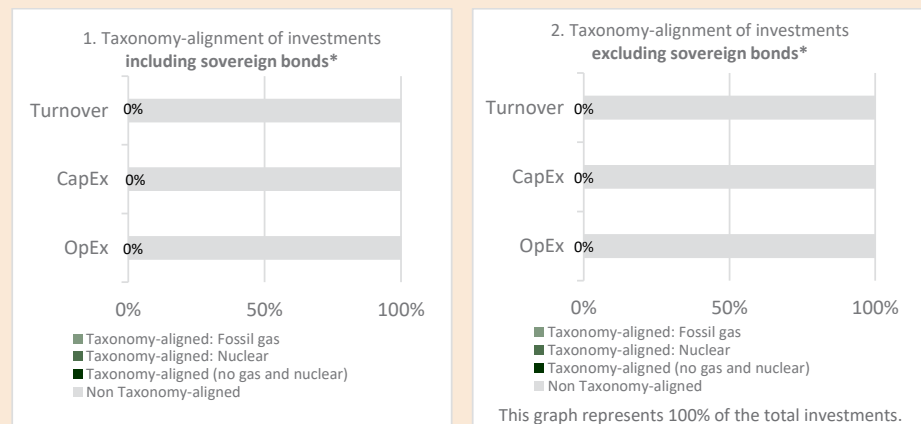 1. Taxonomy-alignment of investments
including sovereign bonds*
Turnover 0%
CapEx 0%
OpEx 0%
0% 50% 100%
Taxonomy-aligned: Fossil gas
Taxonomy-aligned: Nuclear
Taxonomy-aligned (no gas and nuclear)
Non Taxonomy-aligned
2. Taxonomy-alignment of investments
excluding sovereign bonds*
Turnover 0%
CapEx 0%
OpEx 0%
0% 50% 100%
Taxonomy-aligned: Fossil gas
Taxonomy-aligned: Nuclear
Taxonomy-aligned (no gas and nuclear)
Non Taxonomy-aligned
This graph represents 100% of the total investments.